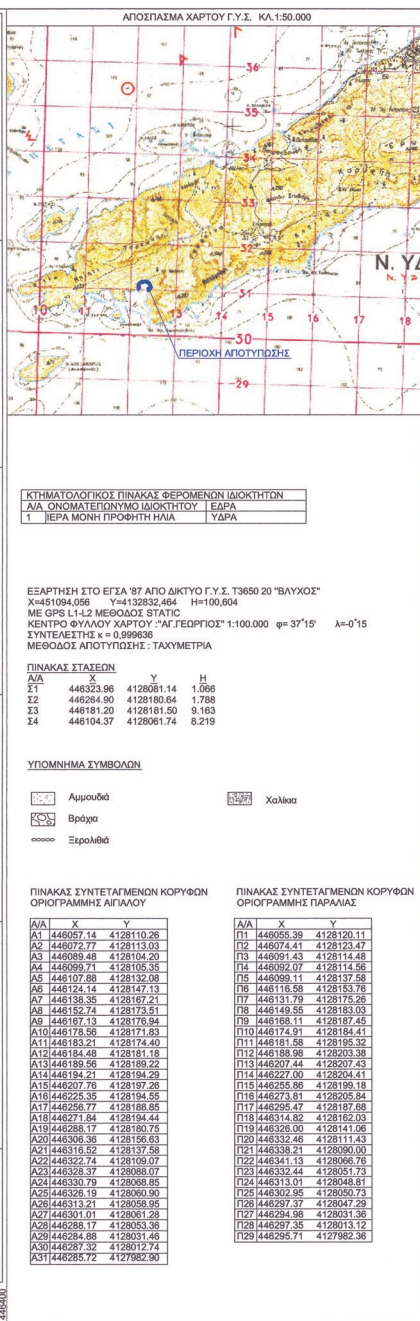 ΑΠΟΣΠΑΣΜΑ ΧΑΡΤΟΥ Γ.Υ.Σ. ΚΛ.1:50.000
36
35
34
33
32
Ν. ΥΔ
31
10 11 13 14 15 16 17 18
30
ΠΕΡΙΟΧΗ ΑΠΟΤΥΠΩΣΗΣ
29
ΚΤΗΜΑΤΟΛΟΓΙΚΟΣ ΠΙΝΑΚΑΣ ΦΕΡΟΜΕΝΩΝ ΙΔΙΟΚΤΗΤΩΝ
Α/Α ΟΝΟΜΑΤΕΠΩΝΥΜΟ ΙΔΙΟΚΤΗΤΟΥ ΕΔΡΑ
1 ΙΕΡΑ ΜΟΝΗ ΠΡΟΦΗΤΗ ΗΛΙΑ ΥΔΡΑ
ΕΞΑΡΤΗΣΗ ΣΤΟ ΕΓΣΑ '87 ΑΠΟ ΔΙΚΤΥΟ Γ.Υ.Σ. Τ3650 20 "ΒΛΥΧΟΣ"
Χ=451094,056 Υ=4132832,464 Η=100,604
ΜΕ GPS L1-L2 ΜΕΘΟΔΟΣ STATIC
ΚΕΝΤΡΟ ΦΥΛΛΟΥ ΧΑΡΤΟΥ :"ΑΓ.ΓΕΩΡΓΙΟΣ" 1:100.000 φ= 37°15' λ=-0°15
ΣΥΝΤΕΛΕΣΤΗΣ κ = 0,999636
ΜΕΘΟΔΟΣ ΑΠΟΤΥΠΩΣΗΣ : ΤΑΧΥΜΕΤΡΙΑ
ΠΙΝΑΚΑΣ ΣΤΑΣΕΩΝ
Α/Α Χ Υ Η
Σ1 446323.96 4128081.14 1.066
Σ2 446264.90 4128180.64 1.788
Σ3 446181.20 4128181.50 9.163
Σ4 446104.37 4128061.74 8.219
ΥΠΟΜΝΗΜΑ ΣΥΜΒΟΛΩΝ
Αμμουδιά Χαλίκια
Βράχια
Ξερολιθιά
ΠΙΝΑΚΑΣ ΣΥΝΤΕΤΑΓΜΕΝΩΝ ΚΟΡΥΦΩΝ
ΟΡΙΟΓΡΑΜΜΗΣ ΑΙΓΙΑΛΟΥ
Α/Α Χ Υ
Α1 446057.14 4128110.26
Α2 446072.77 4128113.03
Α3 446089.48 4128104.20
Α4 446099.71 4128105.35
Α5 446107.88 4128132.08
Α6 446124.14 4128147.13
Α7 446138.35 4128167.21
Α8 446152.74 4128173.51
Α9 446167.13 4128176.94
Α10 446178.56 4128171.83
Α11 446183.21 4128174.40
Α12 446184.48 4128181.18
Α13 446189.56 4128189.22
Α14 446194.21 4128194.29
Α15 446207.76 4128197.26
Α16 446225.35 4128194.55
Α17 446256.77 4128188.85
Α18 446271.84 4128194.44
Α19 446288.17 4128180.75
Α20 446306.36 4128156.63
Α21 446316.52 4128137.58
Α22 446322.74 4128109.07
Α23 446328.37 4128088.07
Α24 446330.79 4128068.85
Α25 446326.19 4128060.90
Α26 446313.21 4128058.95
Α27 446301.01 4128061.28
Α28 446288.17 4128053.36
Α29 446284.88 4128031.46
Α30 446287.32 4128012.74
Α31 446285.72 4127982.90
ΠΙΝΑΚΑΣ ΣΥΝΤΕΤΑΓΜΕΝΩΝ ΚΟΡΥΦΩΝ
ΟΡΙΟΓΡΑΜΜΗΣ ΠΑΡΑΛΙΑΣ
Α/Α Χ Υ
Π1 446055.39 4128120.11
Π2 446074.41 4128123.47
Π3 446091.43 4128114.48
Π4 446092.07 4128114.56
Π5 446099.11 4128137.58
Π6 446116.58 4128153.76
Π7 446131.79 4128175.26
Π8 446149.55 4128183.03
Π9 446168.11 4128187.45
Π10 446174.91 4128184.41
Π11 446181.58 4128195.32
Π12 446188.98 4128203.38
Π13 446207.44 4128207.43
Π14 446227.00 4128204.41
Π15 446255.86 4128199.18
Π16 446273.81 4128205.84
Π17 446295.47 4128187.68
Π18 446314.82 4128162.03
Π19 446326.00 4128141.06
Π20 446332.46 4128111.43
Π21 446338.21 4128090.00
Π22 446341.13 4128066.76
Π23 446332.44 4128051.73
Π24 446313.01 4128048.81
Π25 446302.95 4128050.73
Π26 446297.37 4128047.29
Π27 446294.98 4128031.36
Π28 446297.35 4128013.12
Π29 446295.71 4127982.36
446400